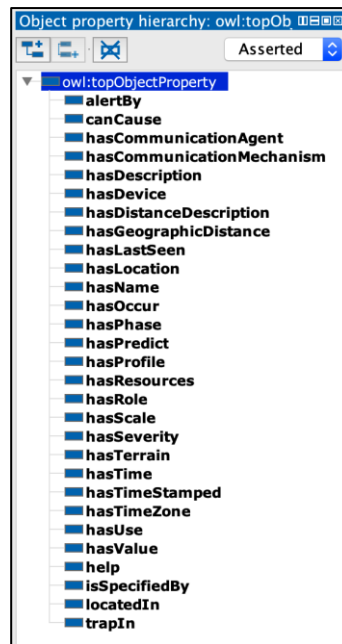 Object property hierarchy: owl:topOb
Asserted
owl:topObjectProperty
alertBy
canCause
hasCommunicationAgent
hasCommunicationMechanism
hasDescription
hasDevice
hasDistanceDescription
hasGeographicDistance
hasLastSeen
hasLocation
hasName
hasOccur
hasPhase
hasPredict
hasProfile
hasResources
hasRole
hasScale
hasSeverity
hasTerrain
hasTime
hasTimeStamped
hasTimeZone
hasUse
hasValue
help
isSpecifiedBy
locatedIn
trapIn